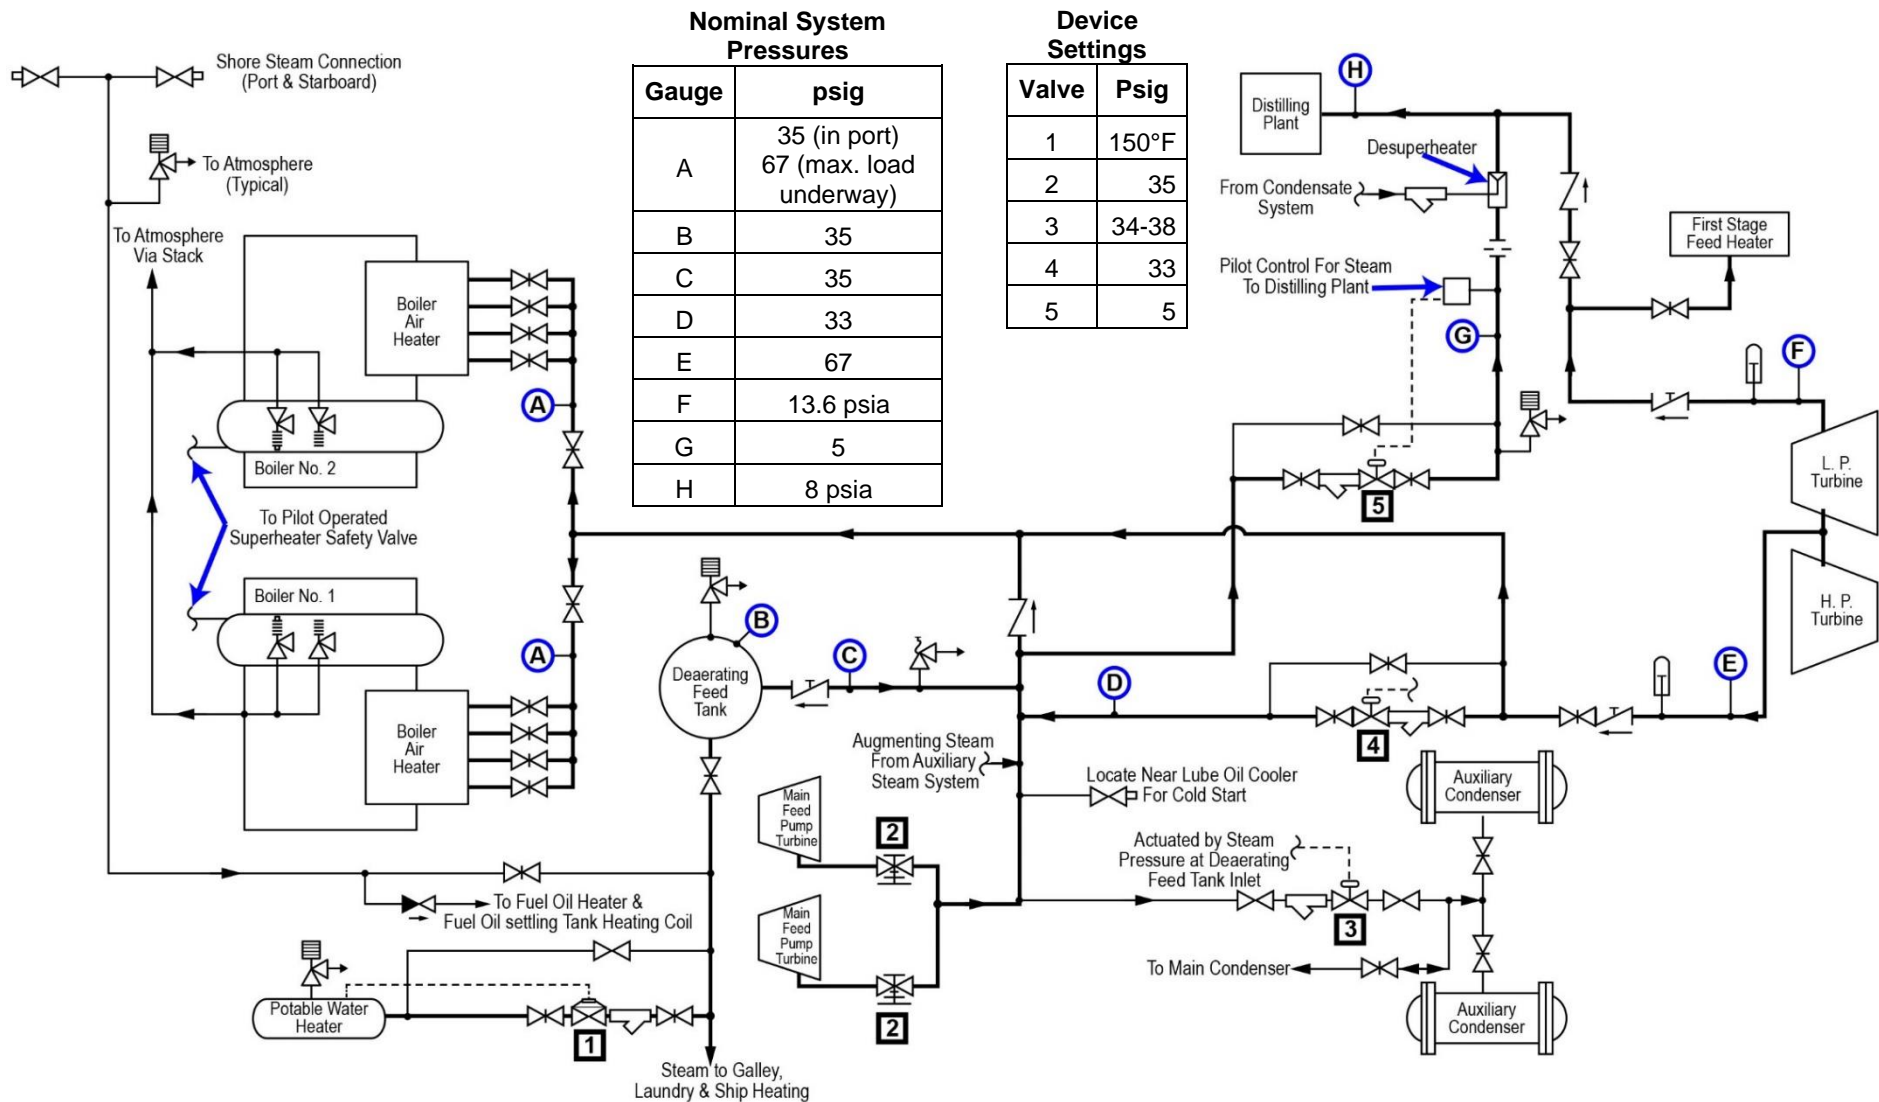 Nominal System
Pressures
Gauge psig
A 35 (in port)
67 (max. load
underway)
B 35
C 35
D 33
E 67
F 13.6 psia
G 5
H 8 psia
Device
Settings
Valve Psig
1 150°F
2 35
3 34-38
4 33
5 5
Shore Steam Connection
(Port & Starboard)
To Atmosphere
(Typical)
To Atmosphere
Via Stack
Boiler
Air
Heater
A
Boiler No. 2
To Pilot Operated
Superheater Safety Valve
Boiler No. 1
A
Boiler
Air
Heater
H
Distilling
Plant
Desuperheater
From Condensate
System
First Stage
Feed Heater
Pilot Control For Steam
To Distilling Plant
G
F
L. P.
Turbine
5
H. P.
Turbine
B
C
Deaerating
Feed
Tank
D
E
4
Augmenting Steam
From Auxiliary
Steam System
Locate Near Lube Oil Cooler
For Cold Start
Auxiliary
Condenser
Main
Feed
Pump
Turbine
2
Actuated by Steam
Pressure at Deaerating
Feed Tank Inlet
3
To Fuel Oil Heater &
Fuel Oil settling Tank Heating Coil
Main
Feed
Pump
Turbine
2
To Main Condenser
Auxiliary
Condenser
Potable Water
Heater
1
Steam to Galley,
Laundry & Ship Heating